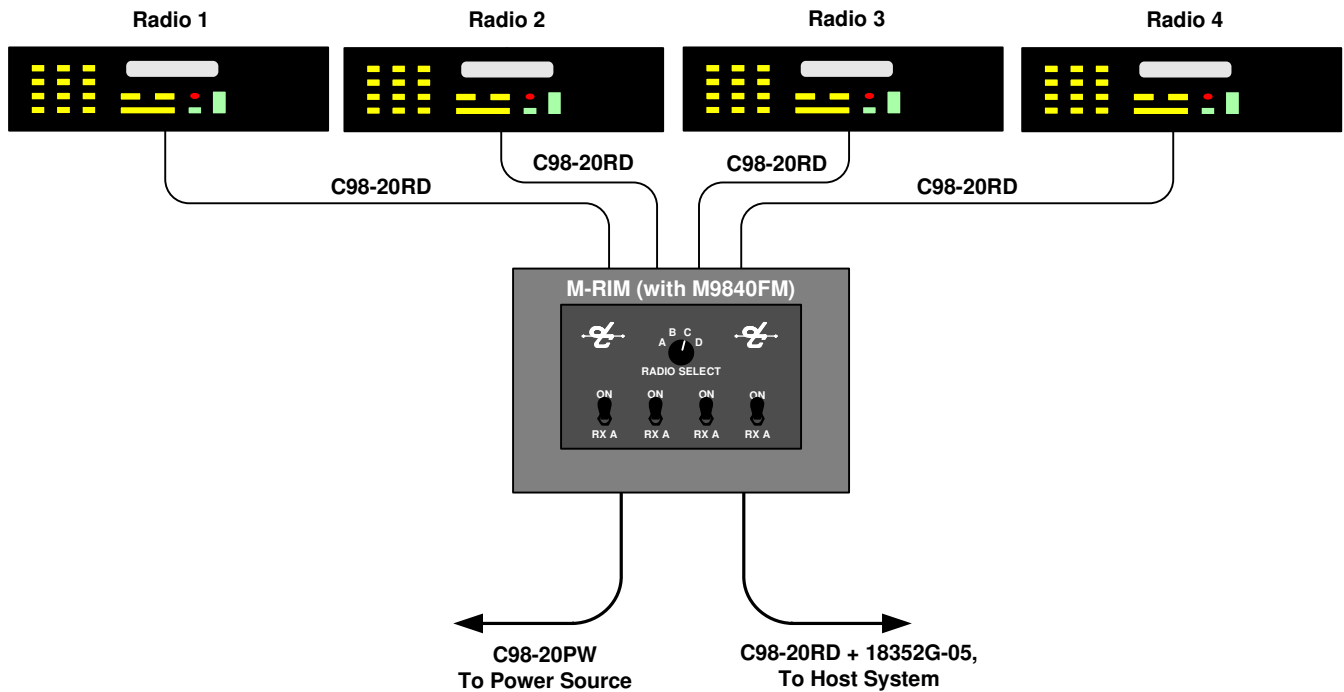 Radio 1
Radio 2
Radio 3
Radio 4
C98-20RD
C98-20RD
C98-20RD
C98-20RD
M-RIM (with M9840FM)
B C
A D
RADIO SELECT
ON ON ON ON
RX A RX A RX A RX A
C98-20PW
To Power Source
C98-20RD + 18352G-05,
To Host System